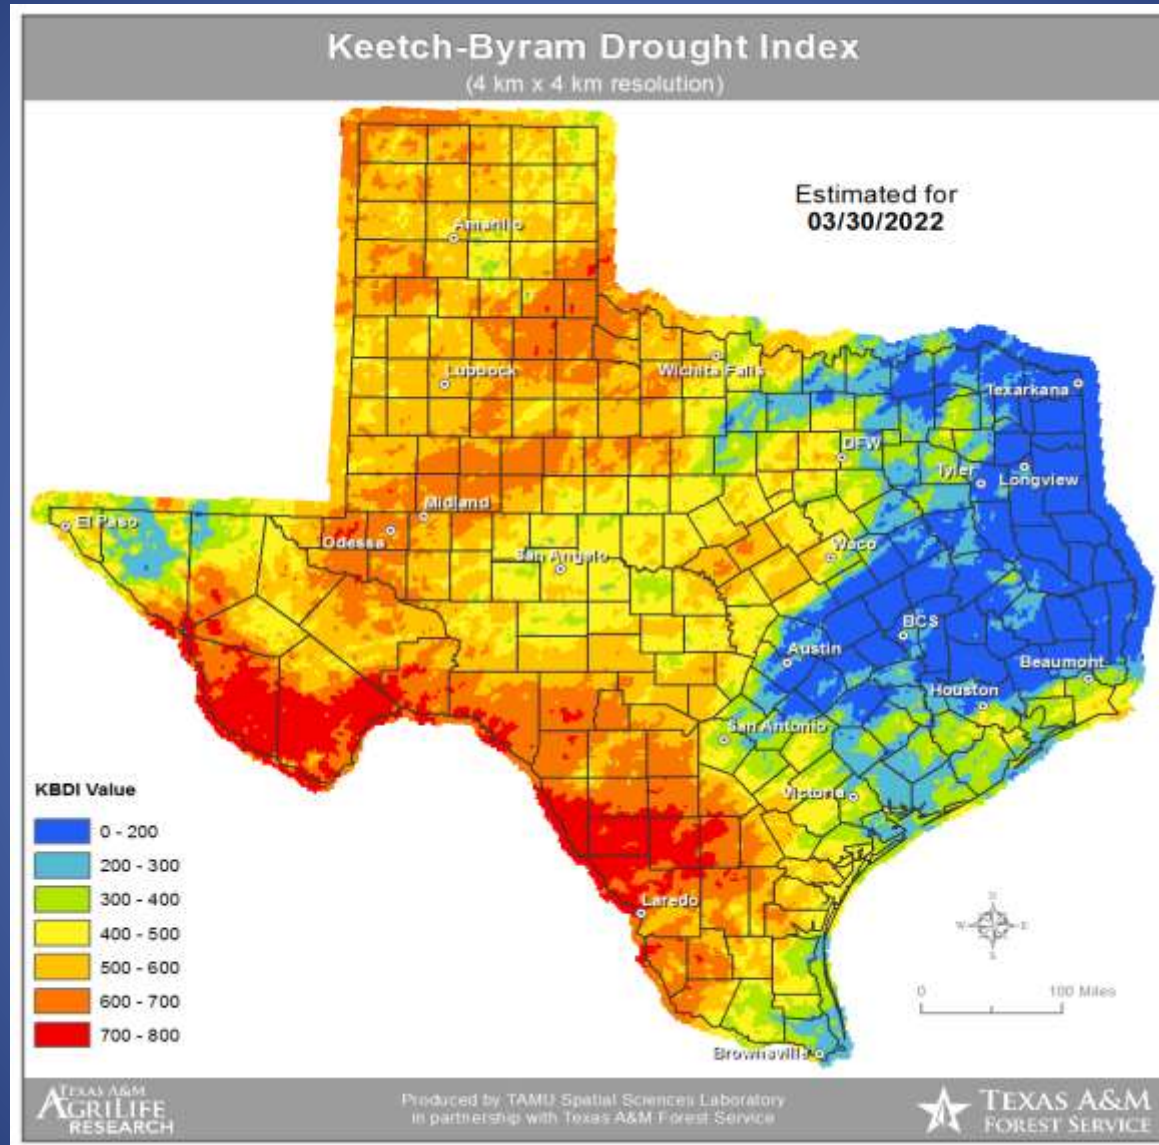 Keetch-Byram Drought Index
(4 km x 4 km resolution)
Estimated for
03/30/2022
Amarillo
Lubbock
Wichita Falls
Texarkana
DFW
Tyler
Longview
Midland
El Paso
Odessa
San Angelo
Waco
BCS
Austin
Beaumont
Houston
San Antonio
Victoria
Laredo
Brownsville
KBDI Value
0 - 200
200 - 300
300 - 400
400 - 500
500 - 600
600 - 700
700 - 800
N
W E
S
0 100 Miles
TEXAS A&M
AGRILIFE
RESEARCH
Produced by TAMU Spatial Sciences Laboratory
in partnership with Texas A&M Forest Service
TEXAS A&M
FOREST SERVICE